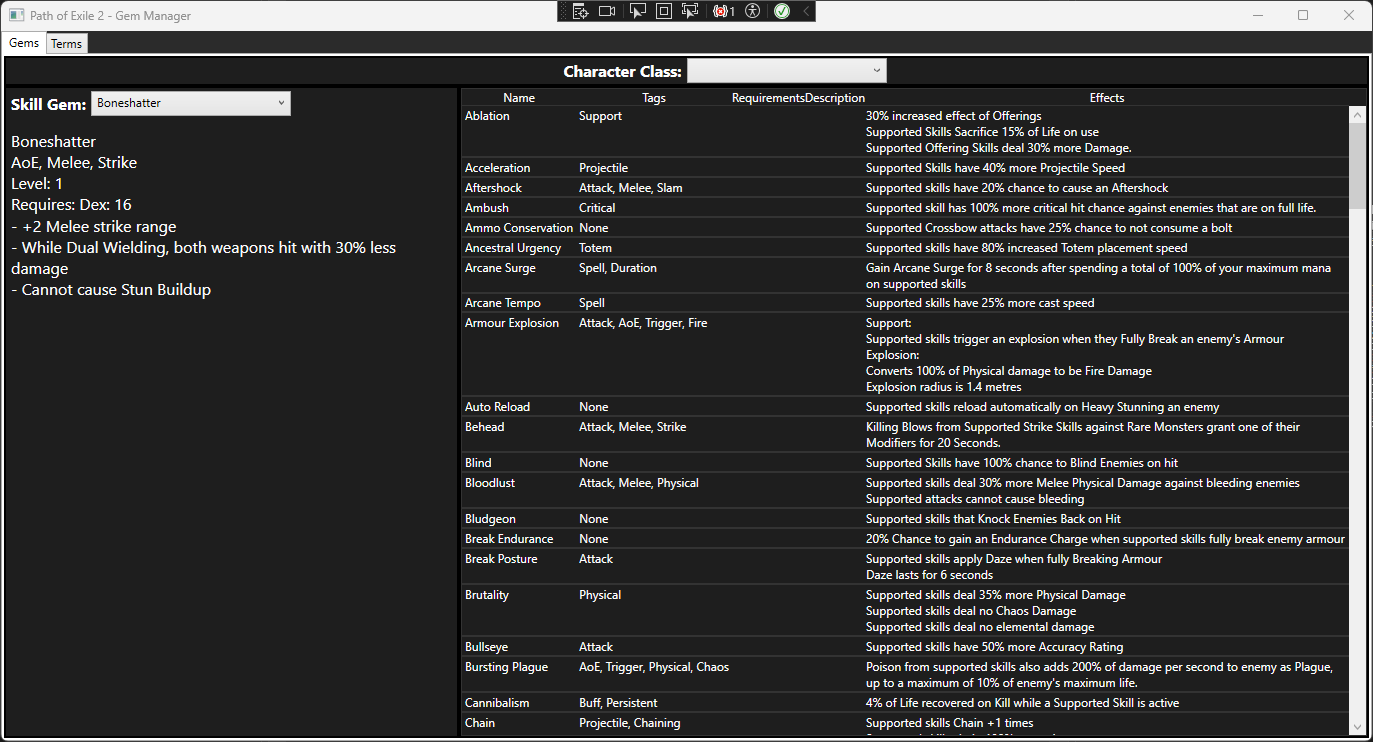 Path of Exile 2 - Gem Manager
1
Gems Terms
Character Class:
Skill Gem: Boneshatter
Boneshatter
AoE, Melee, Strike
Level: 1
Requires: Dex: 16
- +2 Melee strike range
- While Dual Wielding, both weapons hit with 30% less
damage
- Cannot cause Stun Buildup
Name Tags RequirementsDescription Effects
Ablation Support 30% increased effect of Offerings
Supported Skills Sacrifice 15% of Life on use
Supported Offering Skills deal 30% more Damage.
Acceleration Projectile Supported Skills have 40% more Projectile Speed
Aftershock Attack, Melee, Slam Supported skills have 20% chance to cause an Aftershock
Ambush Critical Supported skill has 100% more critical hit chance against enemies that are on full life.
Ammo Conservation None Supported Crossbow attacks have 25% chance to not consume a bolt
Ancestral Urgency Totem Supported skills have 80% increased Totem placement speed
Arcane Surge Spell, Duration Gain Arcane Surge for 8 seconds after spending a total of 100% of your maximum mana
on supported skills
Arcane Tempo Spell Supported skills have 25% more cast speed
Armour Explosion Attack, AoE, Trigger, Fire Support:
Supported skills trigger an explosion when they Fully Break an enemy's Armour
Explosion:
Converts 100% of Physical damage to be Fire Damage
Explosion radius is 1.4 metres
Auto Reload None Supported skills reload automatically on Heavy Stunning an enemy
Behead Attack, Melee, Strike Killing Blows from Supported Strike Skills against Rare Monsters grant one of their
Modifiers for 20 Seconds.
Blind None Supported Skills have 100% chance to Blind Enemies on hit
Bloodlust Attack, Melee, Physical Supported skills deal 30% more Melee Physical Damage against bleeding enemies
Supported attacks cannot cause bleeding
Bludgeon None Supported skills that Knock Enemies Back on Hit
Break Endurance None 20% Chance to gain an Endurance Charge when supported skills fully break enemy armour
Break Posture Attack Supported skills apply Daze when fully Breaking Armour
Daze lasts for 6 seconds
Brutality Physical Supported skills deal 35% more Physical Damage
Supported skills deal no Chaos Damage
Supported skills deal no elemental damage
Bullseye Attack Supported skills have 50% more Accuracy Rating
Bursting Plague AoE, Trigger, Physical, Chaos Poison from supported skills also adds 200% of damage per second to enemy as Plague,
up to a maximum of 10% of enemy's maximum life.
Cannibalism Buff, Persistent 4% of Life recovered on Kill while a Supported Skill is active
Chain Projectile, Chaining Supported skills Chain +1 times